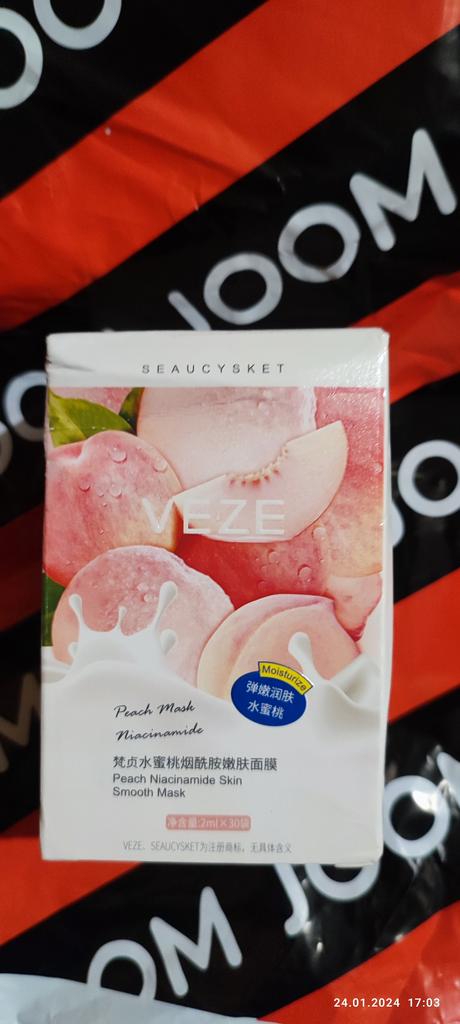 JOOM
SEAUCYSKET
VEZE
Moisturize
弹嫩润肤
水蜜桃
Peach Mask
Niacinamide
梵贞水蜜桃烟酰胺嫩肤面膜
Peach Niacinamide Skin
Smooth Mask
净含量:2ml×30袋
VEZE、SEAUCYSKET为注册商标，无具体含义
24.01.2024 17:03